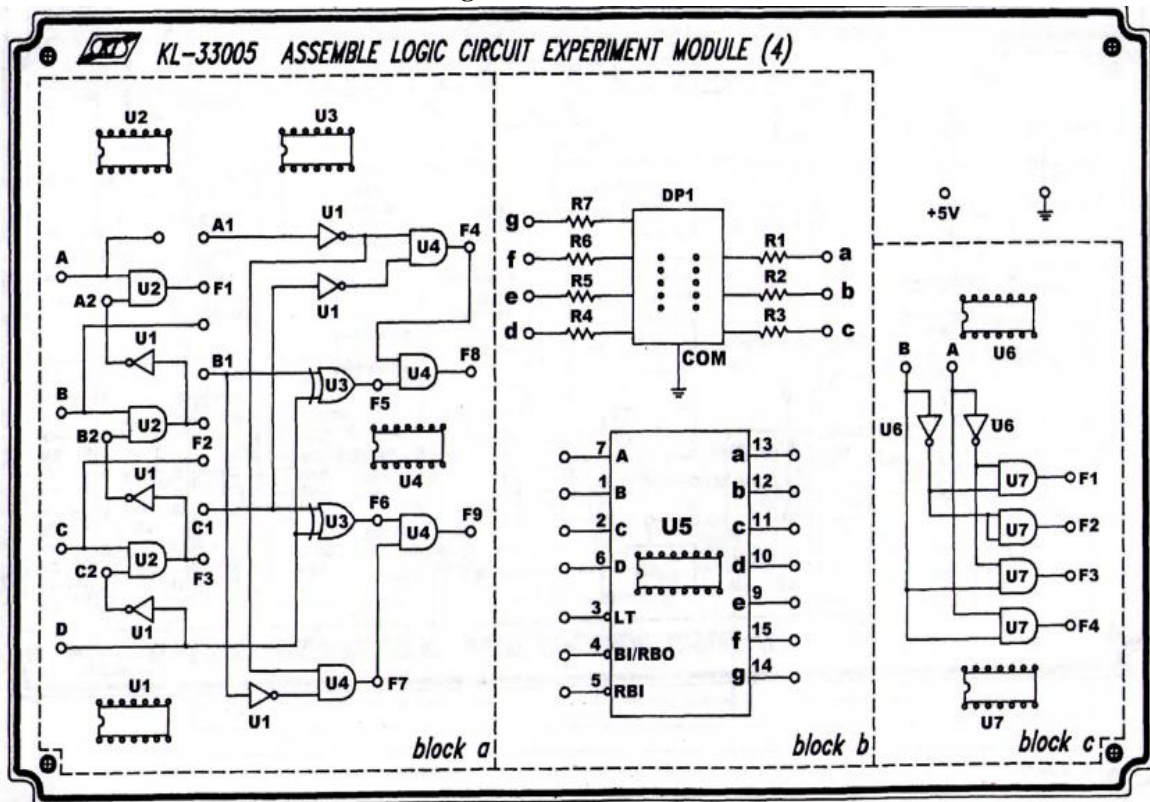 KL-33005 ASSEMBLE LOGIC CIRCUIT EXPERIMENT MODULE (4)
U2
U3
A
A1
U1
U4
F4
U2
F1
A2
U1
U1
B1
U3
F5
U4
F8
B
U2
F2
B2
U4
U1
C1
U3
F6
U4
F9
C
U2
F3
C2
U1
D
U1
U1
U4
F7
block a
DP1
g
R7
f
R6
R1
a
e
R5
R2
b
d
R4
R3
c
COM
7
A
a
13
1
B
b
12
2
C
U5
c
11
6
D
d
10
e
9
3
LT
f
15
4
BI/RBO
g
14
5
RBI
block b
+5V
U6
B
A
U6
U6
U7
F1
U7
F2
U7
F3
U7
F4
U7
block c